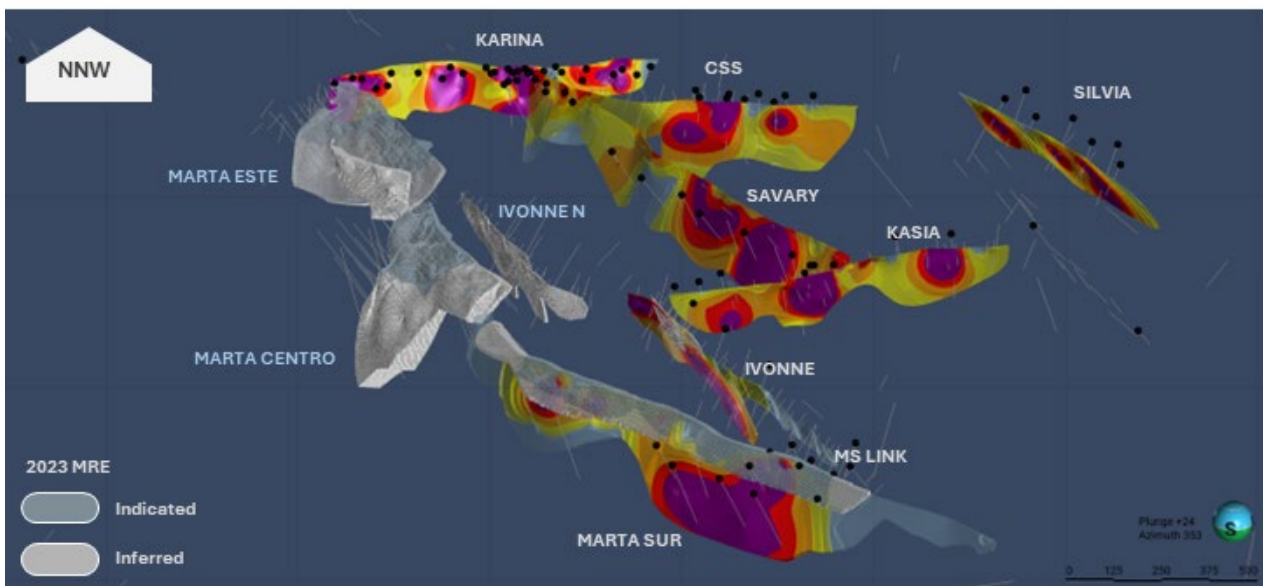 NNW
KARINA
CSS
SILVIA
MARTA ESTE
IVONNE N
SAVARY
KASIA
MARTA CENTRO
IVONNE
2023 MRE
MS LINK
Indicated
MARTA SUR
Inferred
Plunge +24
Azimuth 353
S
0 125 250 375 500